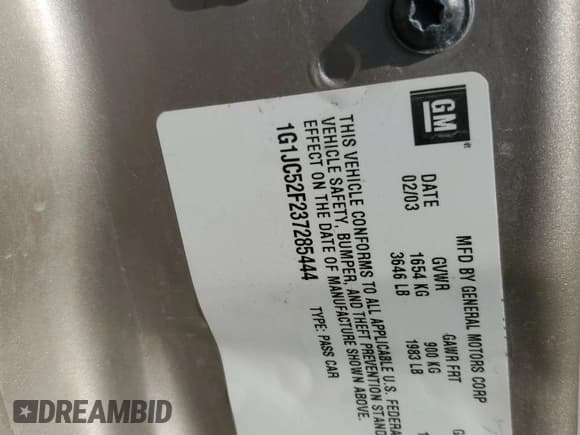 GM
MFD BY GENERAL MOTORS CORP
DATE GVWR GAWR FRT
02/03 1654 KG 900 KG
3646 LB 1983 LB
THIS VEHICLE CONFORMS TO ALL APPLICABLE U.S. FEDERA
VEHICLE SAFETY, BUMPER, AND THEFT PREVENTION STAND
EFFECT ON THE DATE OF MANUFACTURE SHOWN ABOVE.
1G1JC52F237285444 TYPE: PASS CAR
DREAMBID